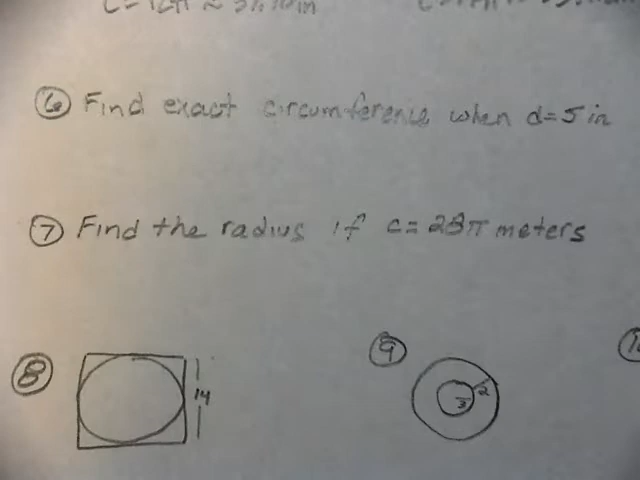 ⑥ Find exact circumference when d=5 in
⑦ Find the radius if c=28π meters
⑧ 14
⑨ 3 2